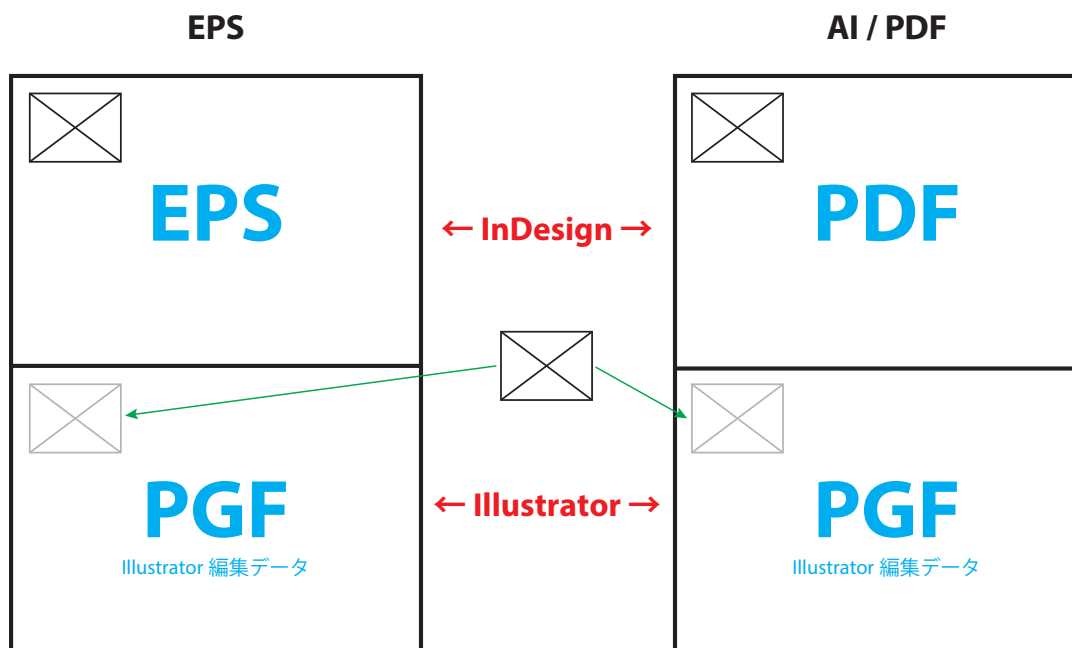 EPS
AI / PDF
EPS
← InDesign →
PDF
PGF
Illustrator 編集データ
← Illustrator →
PGF
Illustrator 編集データ